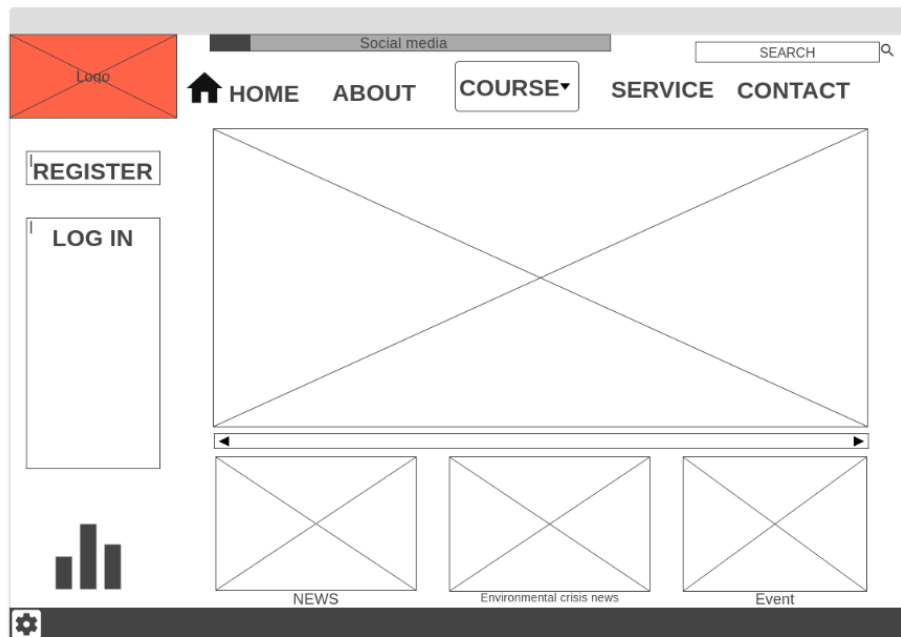 Social media
SEARCH
Logo
HOME
ABOUT
COURSE
SERVICE
CONTACT
REGISTER
LOG IN
NEWS
Environmental crisis news
Event